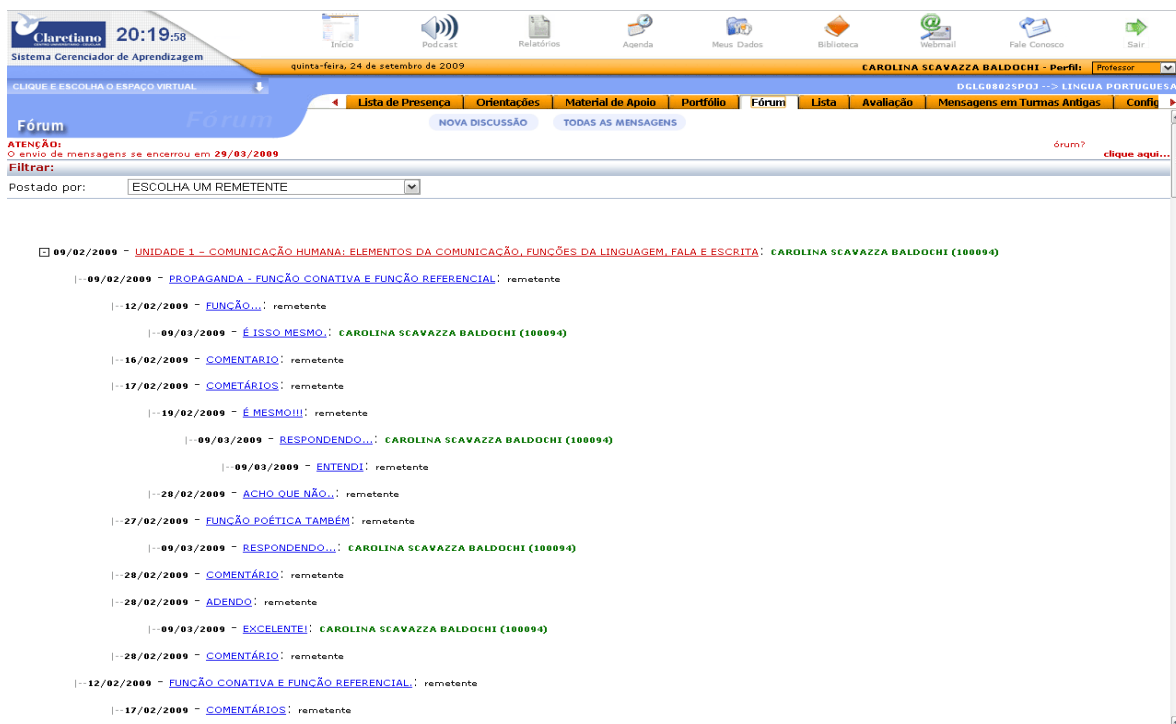 Claretiano 20:19:58
Sistema Gerenciador de Aprendizagem
Início Podcast Relatórios Agenda Meus Dados Biblioteca Webmail Fale Conosco Sair
quinta-feira, 24 de setembro de 2009 CAROLINA SCAVAZZA BALDOCHI - Perfil: Professor
CLIQUE E ESCOLHA O ESPAÇO VIRTUAL DGLG0802SPOJ --> LINGUA PORTUGUESA
Lista de Presença Orientações Material de Apoio Portfólio Fórum Lista Avaliação Mensagens em Turmas Antigas Config
Fórum Fórum NOVA DISCUSSÃO TODAS AS MENSAGENS
ATENÇÃO: órum?
O envio de mensagens se encerrou em 29/03/2009 clique aqui...
Filtrar:
Postado por: ESCOLHA UM REMETENTE
09/02/2009 - UNIDADE 1 - COMUNICAÇÃO HUMANA: ELEMENTOS DA COMUNICAÇÃO, FUNÇÕES DA LINGUAGEM, FALA E ESCRITA: CAROLINA SCAVAZZA BALDOCHI (100094)
|--09/02/2009 - PROPAGANDA - FUNÇÃO CONATIVA E FUNÇÃO REFERENCIAL: remetente
|--12/02/2009 - FUNÇÃO...: remetente
|--09/03/2009 - É ISSO MESMO.: CAROLINA SCAVAZZA BALDOCHI (100094)
|--16/02/2009 - COMENTARIO: remetente
|--17/02/2009 - COMETÁRIOS: remetente
|--19/02/2009 - É MESMO!!!: remetente
|--09/03/2009 - RESPONDENDO...: CAROLINA SCAVAZZA BALDOCHI (100094)
|--09/03/2009 - ENTENDI: remetente
|--28/02/2009 - ACHO QUE NÃO..: remetente
|--27/02/2009 - FUNÇÃO POÉTICA TAMBÉM: remetente
|--09/03/2009 - RESPONDENDO...: CAROLINA SCAVAZZA BALDOCHI (100094)
|--28/02/2009 - COMENTÁRIO: remetente
|--28/02/2009 - ADENDO: remetente
|--09/03/2009 - EXCELENTE!: CAROLINA SCAVAZZA BALDOCHI (100094)
|--28/02/2009 - COMENTÁRIO: remetente
|--12/02/2009 - FUNÇÃO CONATIVA E FUNÇÃO REFERENCIAL.: remetente
|--17/02/2009 - COMENTÁRIOS: remetente